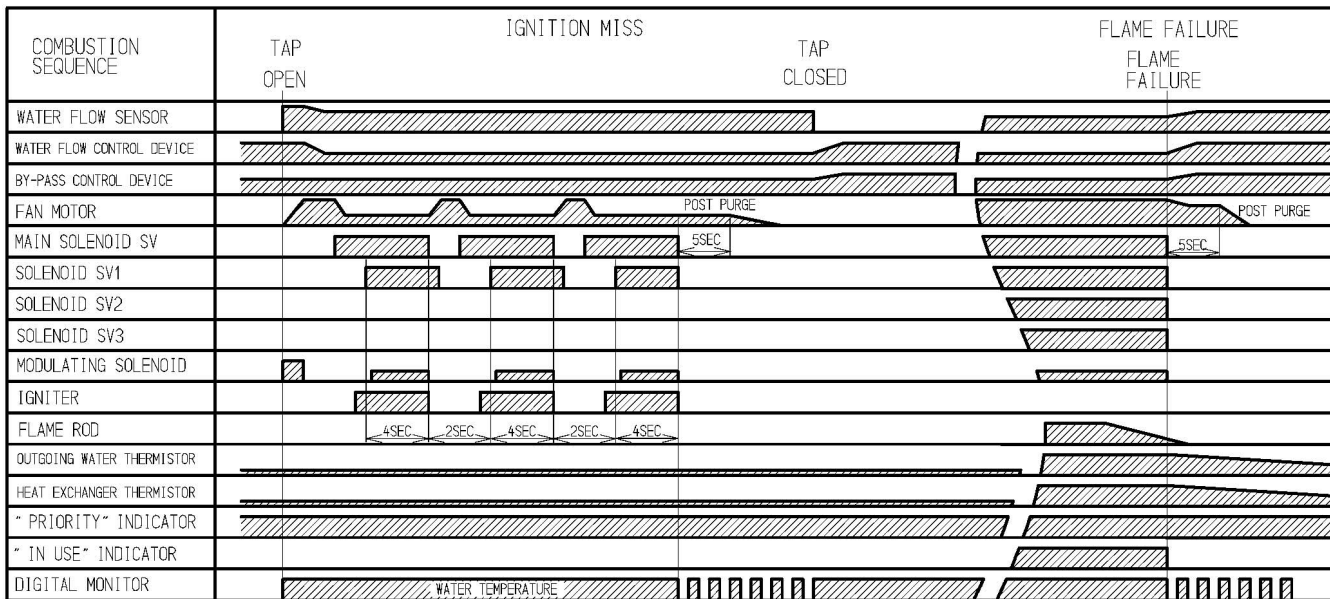 COMBUSTION
SEQUENCE
IGNITION MISS
TAP
OPEN
TAP
CLOSED
FLAME FAILURE
FLAME
FAILURE
WATER FLOW SENSOR
WATER FLOW CONTROL DEVICE
BY-PASS CONTROL DEVICE
FAN MOTOR
POST PURGE
POST PURGE
MAIN SOLENOID SV
5SEC
5SEC
SOLENOID SV1
SOLENOID SV2
SOLENOID SV3
MODULATING SOLENOID
IGNITER
FLAME ROD
4SEC
2SEC
4SEC
2SEC
4SEC
OUTGOING WATER THERMISTOR
HEAT EXCHANGER THERMISTOR
" PRIORITY" INDICATOR
" IN USE" INDICATOR
DIGITAL MONITOR
WATER TEMPERATURE